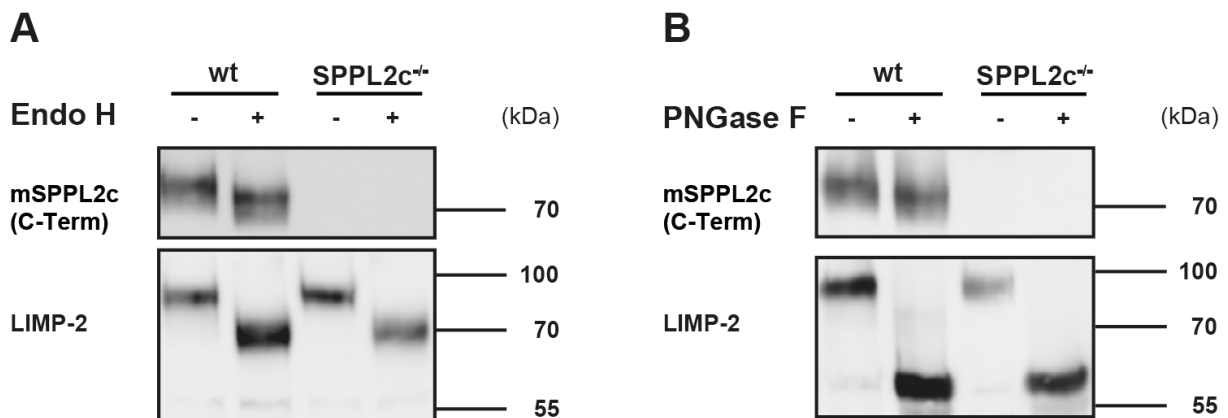 A
wt SPPL2c-/-
Endo H - + - + (kDa)
mSPPL2c
(C-Term)
70
LIMP-2
100
70
55
B
wt SPPL2c-/-
PNGase F - + - + (kDa)
mSPPL2c
(C-Term)
70
LIMP-2
100
70
55